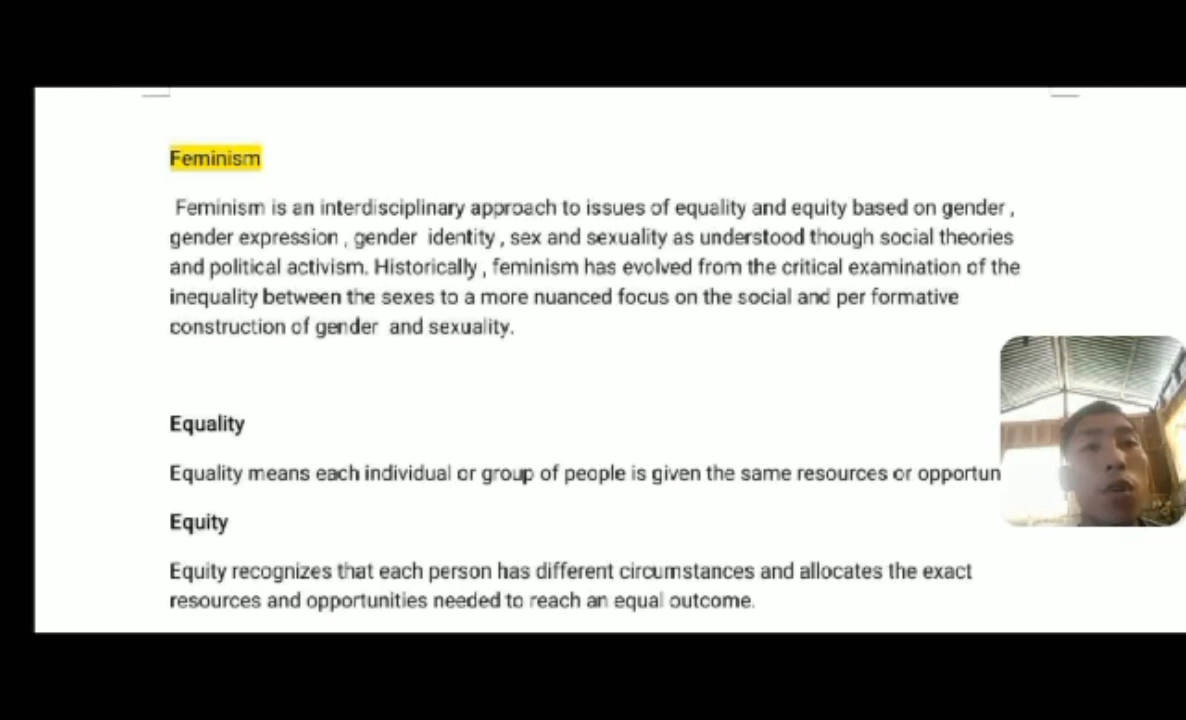 Feminism
Feminism is an interdisciplinary approach to issues of equality and equity based on gender ,
gender expression , gender identity , sex and sexuality as understood though social theories
and political activism. Historically , feminism has evolved from the critical examination of the
inequality between the sexes to a more nuanced focus on the social and per formative
construction of gender and sexuality.
Equality
Equality means each individual or group of people is given the same resources or opportun
Equity
Equity recognizes that each person has different circumstances and allocates the exact
resources and opportunities needed to reach an equal outcome.